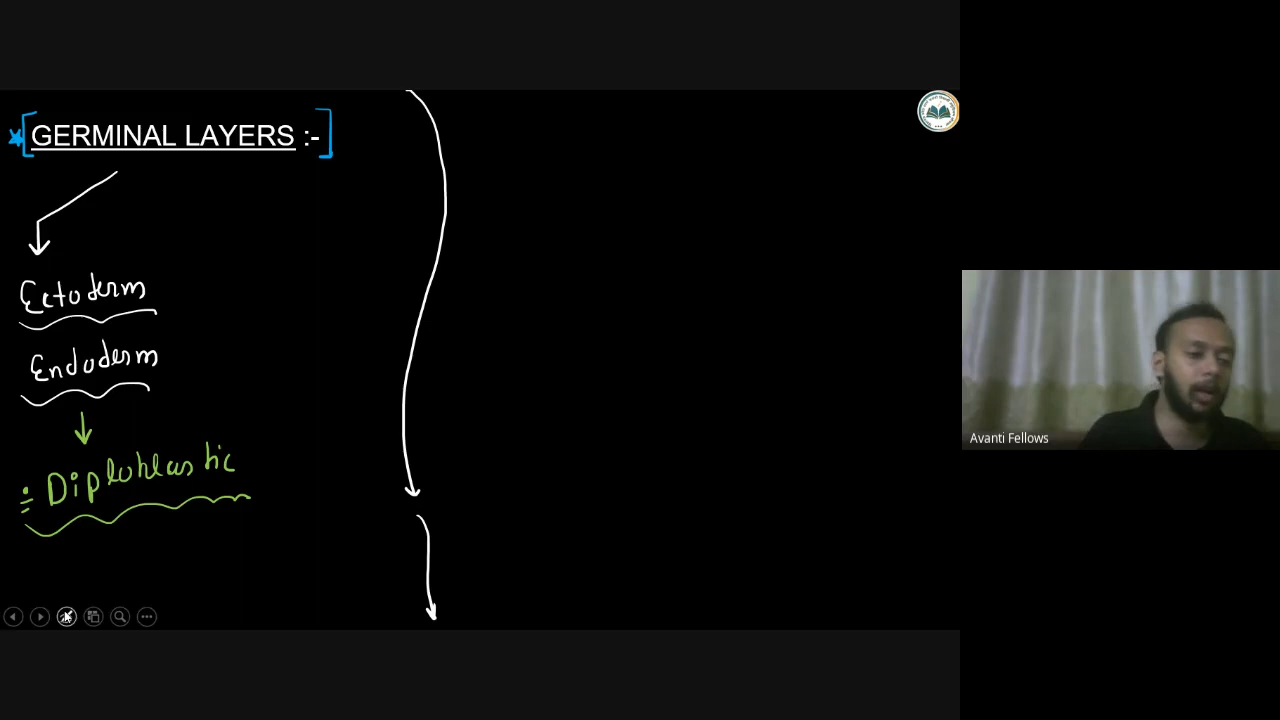 GERMINAL LAYERS :-
Ectoderm
Endoderm
Diploblastic
Avanti Fellows